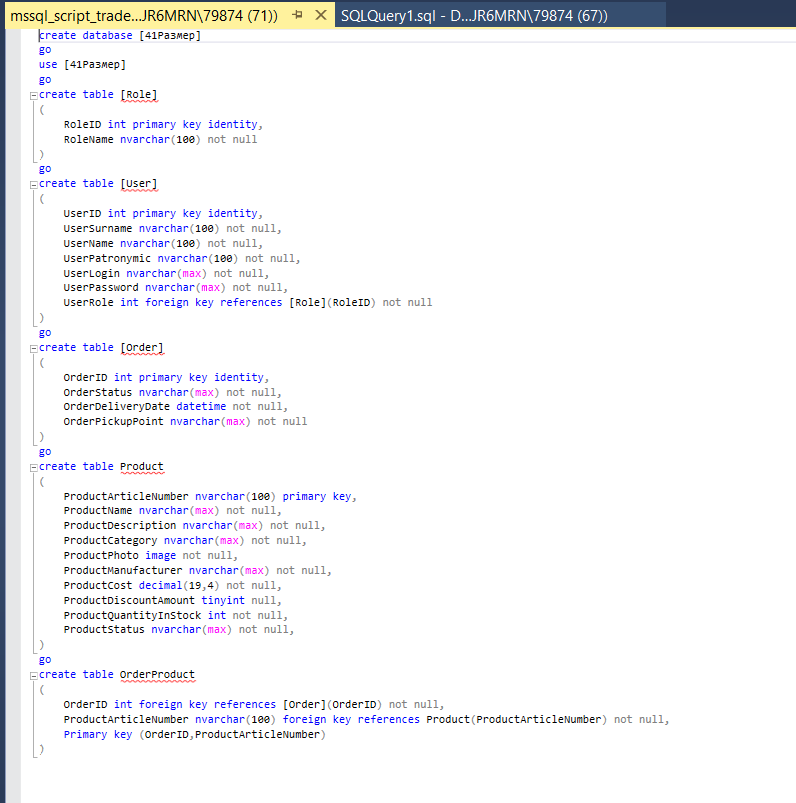 mssql_script_trade...JR6MRN\79874 (71))
SQLQuery1.sql - D...JR6MRN\79874 (67))
create database [41Размер]
go
use [41Размер]
go
create table [Role]
(
RoleID int primary key identity,
RoleName nvarchar(100) not null
)
go
create table [User]
(
UserID int primary key identity,
UserSurname nvarchar(100) not null,
UserName nvarchar(100) not null,
UserPatronymic nvarchar(100) not null,
UserLogin nvarchar(max) not null,
UserPassword nvarchar(max) not null,
UserRole int foreign key references [Role](RoleID) not null
)
go
create table [Order]
(
OrderID int primary key identity,
OrderStatus nvarchar(max) not null,
OrderDeliveryDate datetime not null,
OrderPickupPoint nvarchar(max) not null
)
go
create table Product
(
ProductArticleNumber nvarchar(100) primary key,
ProductName nvarchar(max) not null,
ProductDescription nvarchar(max) not null,
ProductCategory nvarchar(max) not null,
ProductPhoto image not null,
ProductManufacturer nvarchar(max) not null,
ProductCost decimal(19,4) not null,
ProductDiscountAmount tinyint null,
ProductQuantityInStock int not null,
ProductStatus nvarchar(max) not null,
)
go
create table OrderProduct
(
OrderID int foreign key references [Order](OrderID) not null,
ProductArticleNumber nvarchar(100) foreign key references Product(ProductArticleNumber) not null,
Primary key (OrderID,ProductArticleNumber)
)